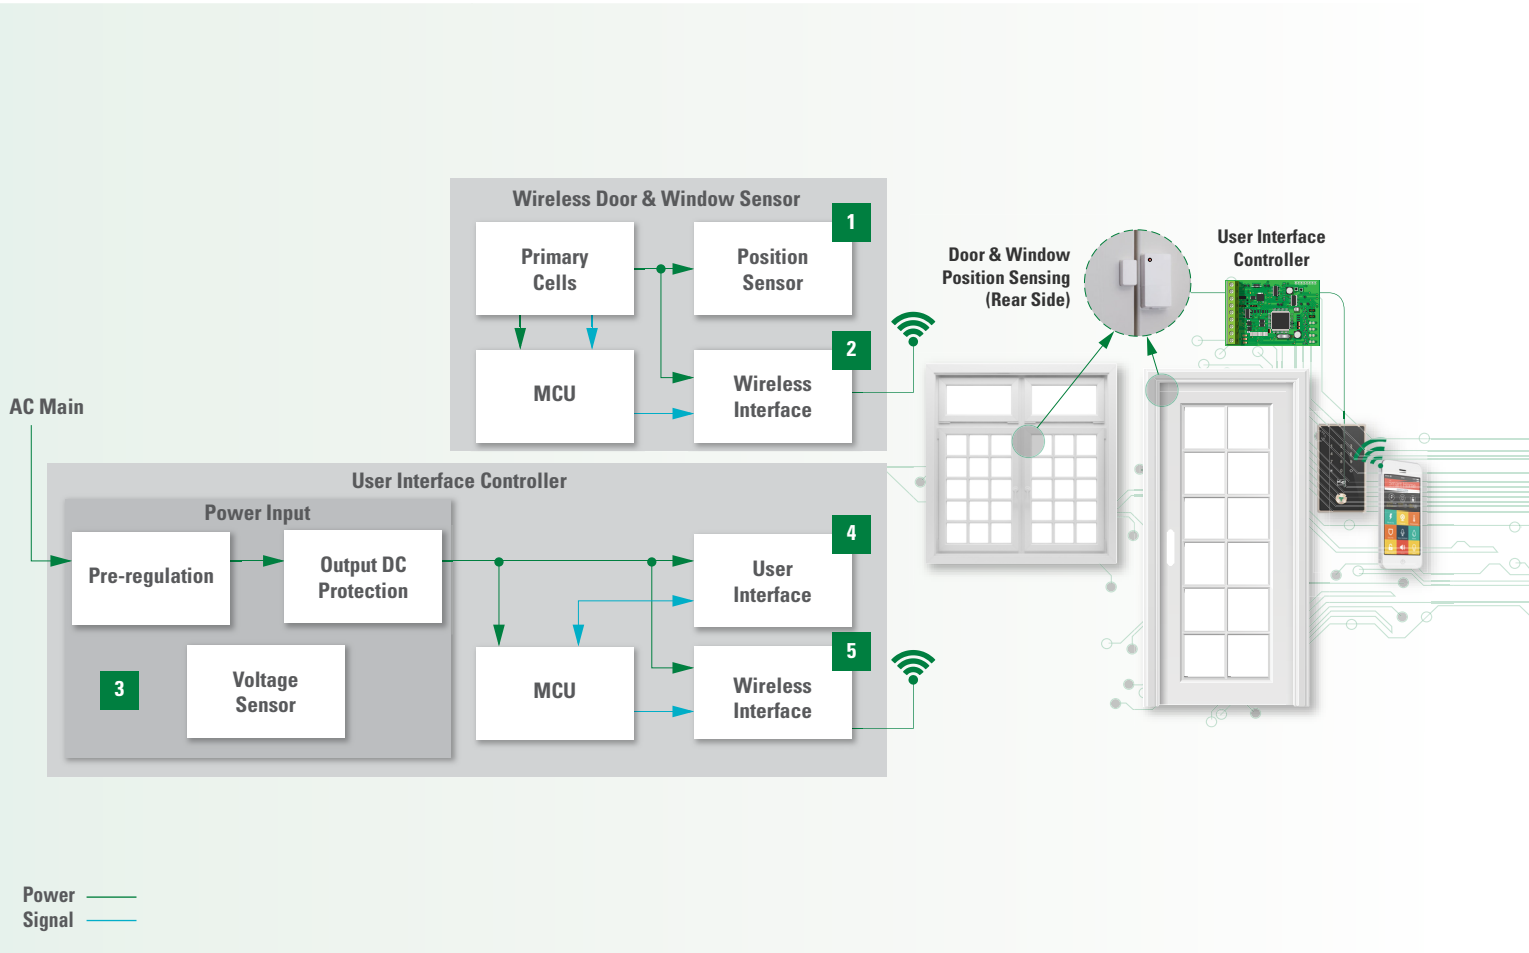 Wireless Door & Window Sensor
1
Primary
Cells
Position
Sensor
2
MCU
Wireless
Interface
AC Main
User Interface Controller
Power Input
Pre-regulation
Output DC
Protection
4
User
Interface
3
Voltage
Sensor
MCU
5
Wireless
Interface
Door & Window
Position Sensing
(Rear Side)
User Interface
Controller
Power
Signal